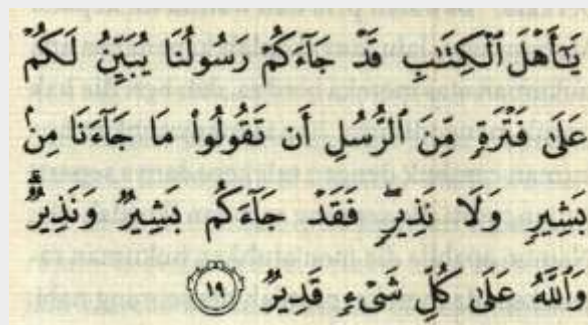 يَٰٓأَهْلَ ٱلْكِتَٰبِ قَدْ جَآءَكُمْ رَسُولُنَا يُبَيِّنُ لَكُمْ
عَلَىٰ فَتْرَةٍ مِّنَ ٱلرُّسُلِ أَن تَقُولُوا۟ مَا جَآءَنَا مِنۢ
بَشِيرٍ وَلَا نَذِيرٍۖ فَقَدْ جَآءَكُم بَشِيرٌ وَنَذِيرٌۗ
وَٱللَّهُ عَلَىٰ كُلِّ شَىْءٍ قَدِيرٌ ١٩